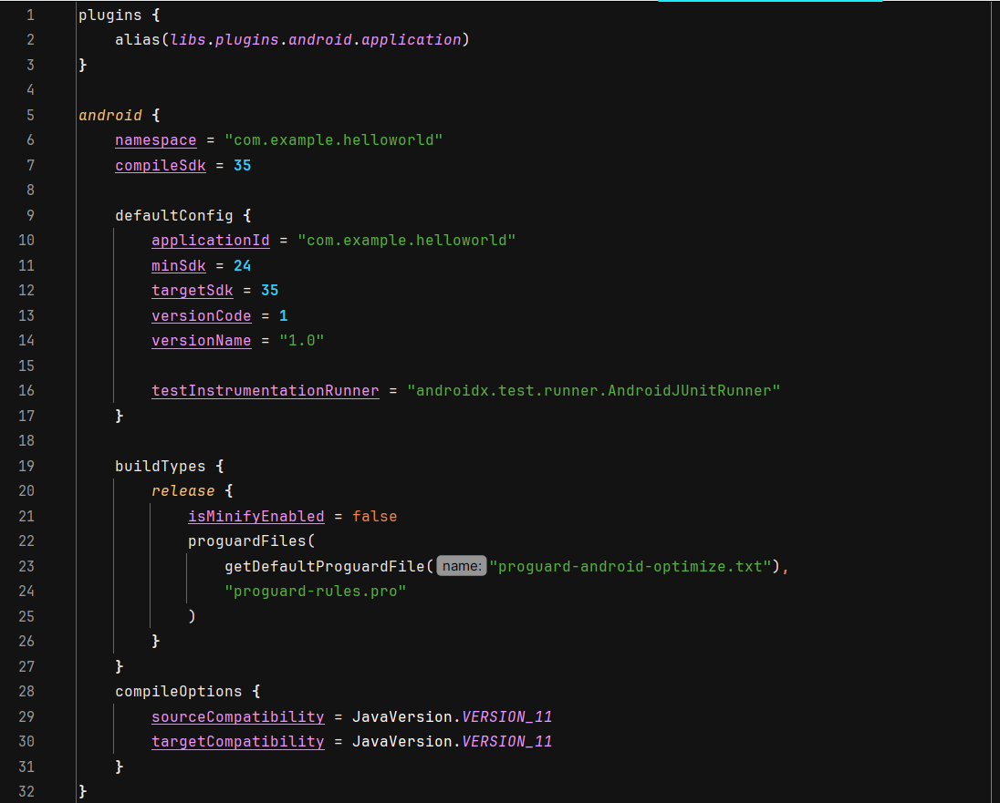 1 plugins {
2     alias(libs.plugins.android.application)
3 }
4
5 android {
6     namespace = "com.example.helloworld"
7     compileSdk = 35
8
9     defaultConfig {
10         applicationId = "com.example.helloworld"
11         minSdk = 24
12         targetSdk = 35
13         versionCode = 1
14         versionName = "1.0"
15
16         testInstrumentationRunner = "androidx.test.runner.AndroidJUnitRunner"
17     }
18
19     buildTypes {
20         release {
21             isMinifyEnabled = false
22             proguardFiles(
23                 getDefaultProguardFile( name: "proguard-android-optimize.txt"),
24                 "proguard-rules.pro"
25             )
26         }
27     }
28     compileOptions {
29         sourceCompatibility = JavaVersion.VERSION_11
30         targetCompatibility = JavaVersion.VERSION_11
31     }
32 }